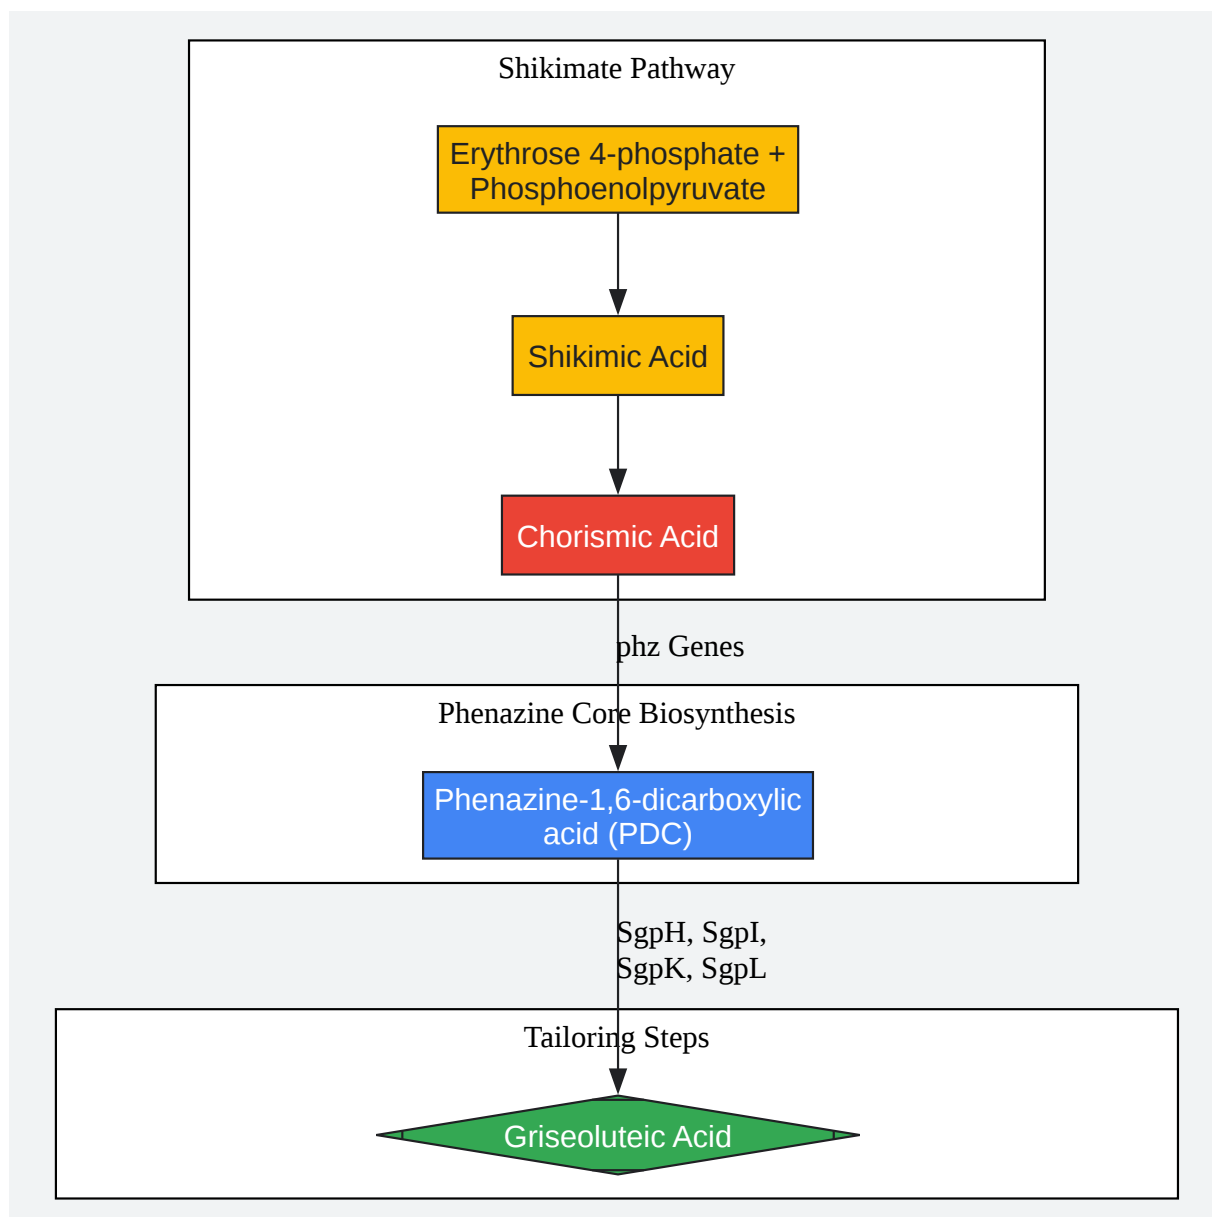 Shikimate Pathway
Erythrose 4-phosphate +
Phosphoenolpyruvate
Shikimic Acid
Chorismic Acid
phz Genes
Phenazine Core Biosynthesis
Phenazine-1,6-dicarboxylic
acid (PDC)
SgpH, SgpI,
SgpK, SgpL
Tailoring Steps
Griseoluteic Acid